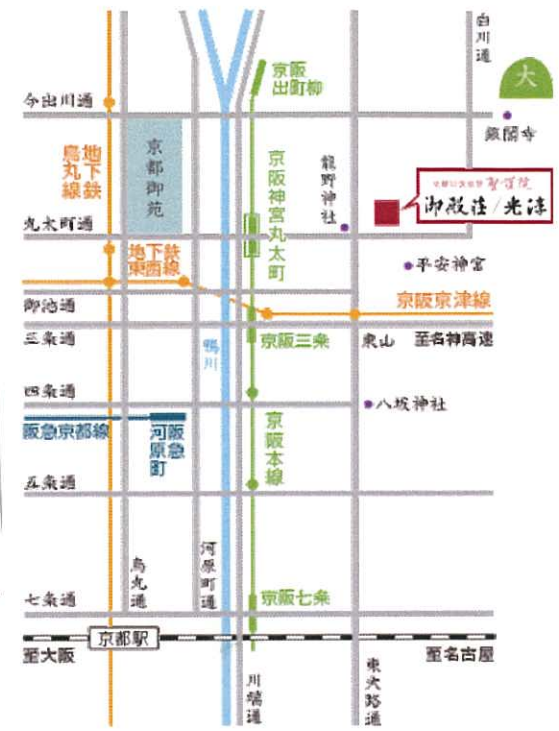 白川通
大
京阪
出町柳
今出川通
銀閣寺
地下鉄
烏丸線
京都御苑
京阪神宮丸太町
熊野神社
聖護院
御殿荘/光淳
丸太町通
地下鉄
東西線
平安神宮
御池通
京阪京津線
三条通
鴨川
京阪三条
東山
至名神高速
四条通
八坂神社
阪急京都線
阪急
河原町
京阪本線
五条通
烏丸通
河原町通
七条通
京阪七条
京都駅
至大阪
至名古屋
川端通
東大路通